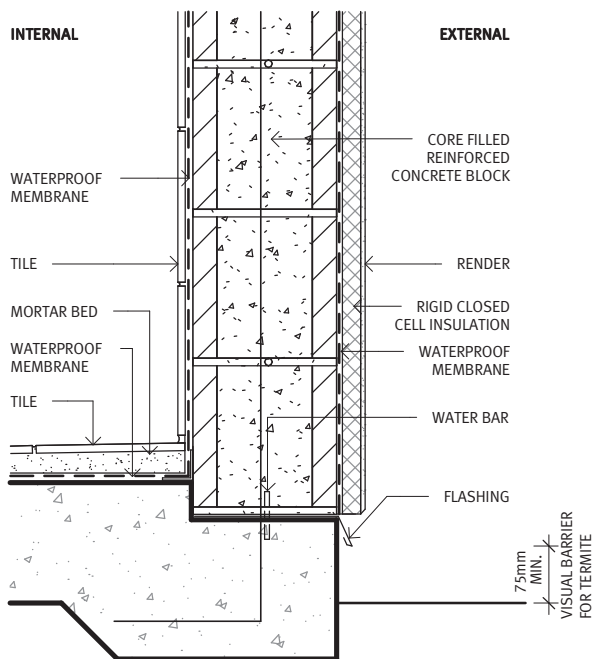 INTERNAL
EXTERNAL
CORE FILLED
REINFORCED
CONCRETE BLOCK
WATERPROOF
MEMBRANE
TILE
RENDER
MORTAR BED
RIGID CLOSED
CELL INSULATION
WATERPROOF
MEMBRANE
WATERPROOF
MEMBRANE
TILE
WATER BAR
FLASHING
75mm
MIN.
VISUAL BARRIER
FOR TERMITE